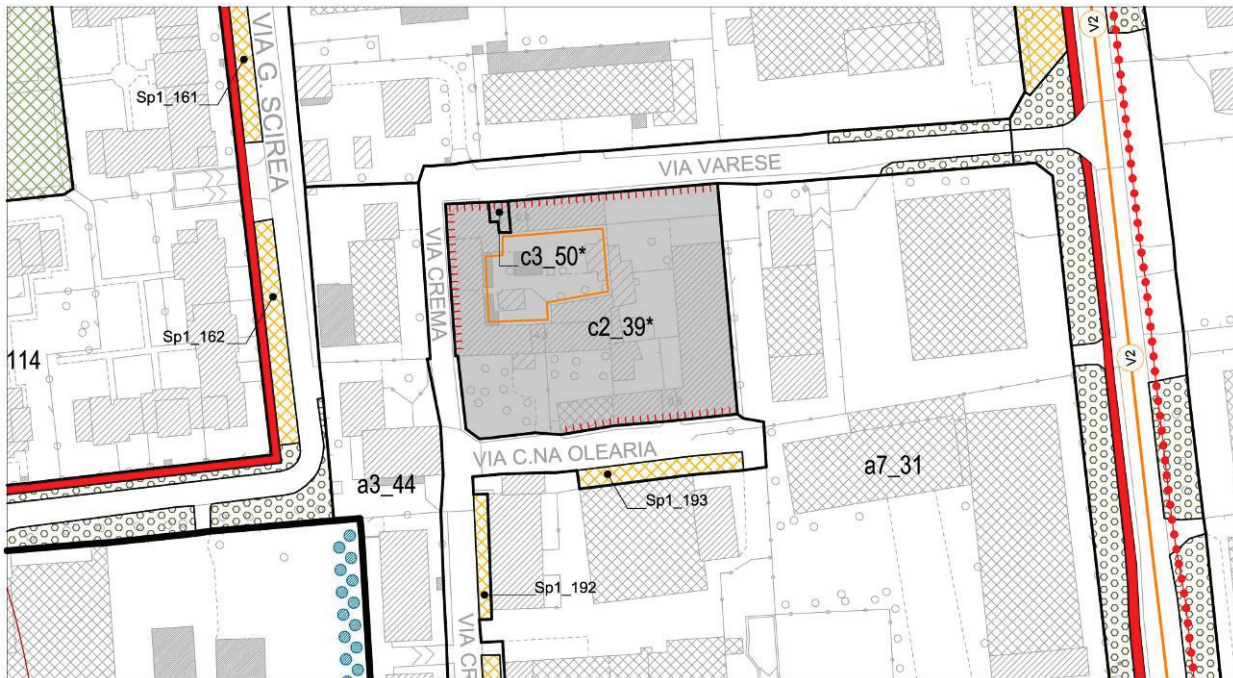 V2
VIA G. SCIREA
Sp1_161
VIA VARESE
VIA CREMA
c3_50*
c2_39*
Sp1_162
114
V2
VIA C.NA OLEARIA
a3_44
a7_31
Sp1_193
Sp1_192
VIA CR